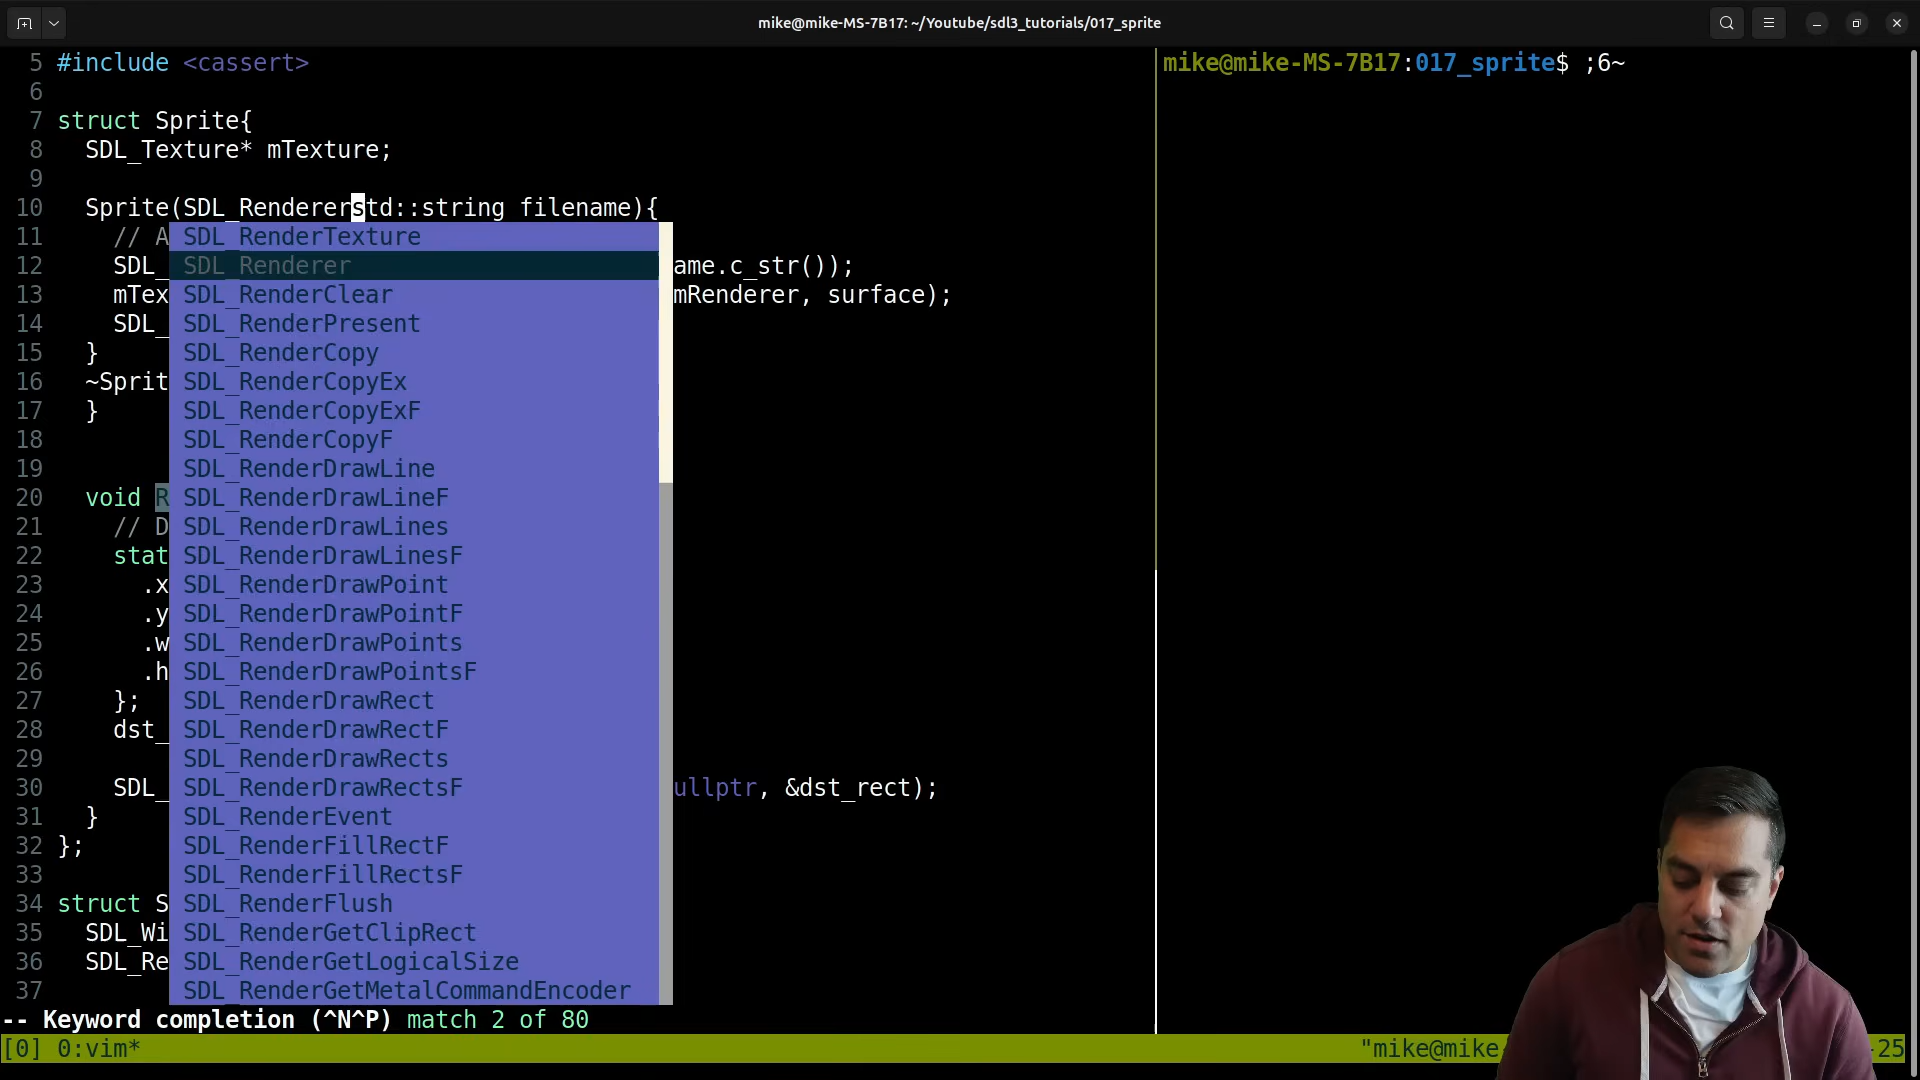 mike@mike-MS-7B17: ~/Youtube/sdl3_tutorials/017_sprite
5 #include <cassert>
6
7 struct Sprite{
8 SDL_Texture* mTexture;
9
10 Sprite(SDL_Rendererstd::string filename){
11 // A
12 SDL_ ame.c_str());
13 mTex mRenderer, surface);
14 SDL_
15 }
16 ~Sprit
17 }
18
19
20 void R
21 // D
22 stat
23 .x
24 .y
25 .w
26 .h
27 };
28 dst_
29
30 SDL_ ullptr, &dst_rect);
31 }
32 };
33
34 struct S
35 SDL_Wi
36 SDL_Re
37
SDL_RenderTexture
SDL_Renderer
SDL_RenderClear
SDL_RenderPresent
SDL_RenderCopy
SDL_RenderCopyEx
SDL_RenderCopyExF
SDL_RenderCopyF
SDL_RenderDrawLine
SDL_RenderDrawLineF
SDL_RenderDrawLines
SDL_RenderDrawLinesF
SDL_RenderDrawPoint
SDL_RenderDrawPointF
SDL_RenderDrawPoints
SDL_RenderDrawPointsF
SDL_RenderDrawRect
SDL_RenderDrawRectF
SDL_RenderDrawRects
SDL_RenderDrawRectsF
SDL_RenderEvent
SDL_RenderFillRectF
SDL_RenderFillRectsF
SDL_RenderFlush
SDL_RenderGetClipRect
SDL_RenderGetLogicalSize
SDL_RenderGetMetalCommandEncoder
-- Keyword completion (^N^P) match 2 of 80
[0] 0:vim* "mike@mike -25
mike@mike-MS-7B17:017_sprite$ ;6~